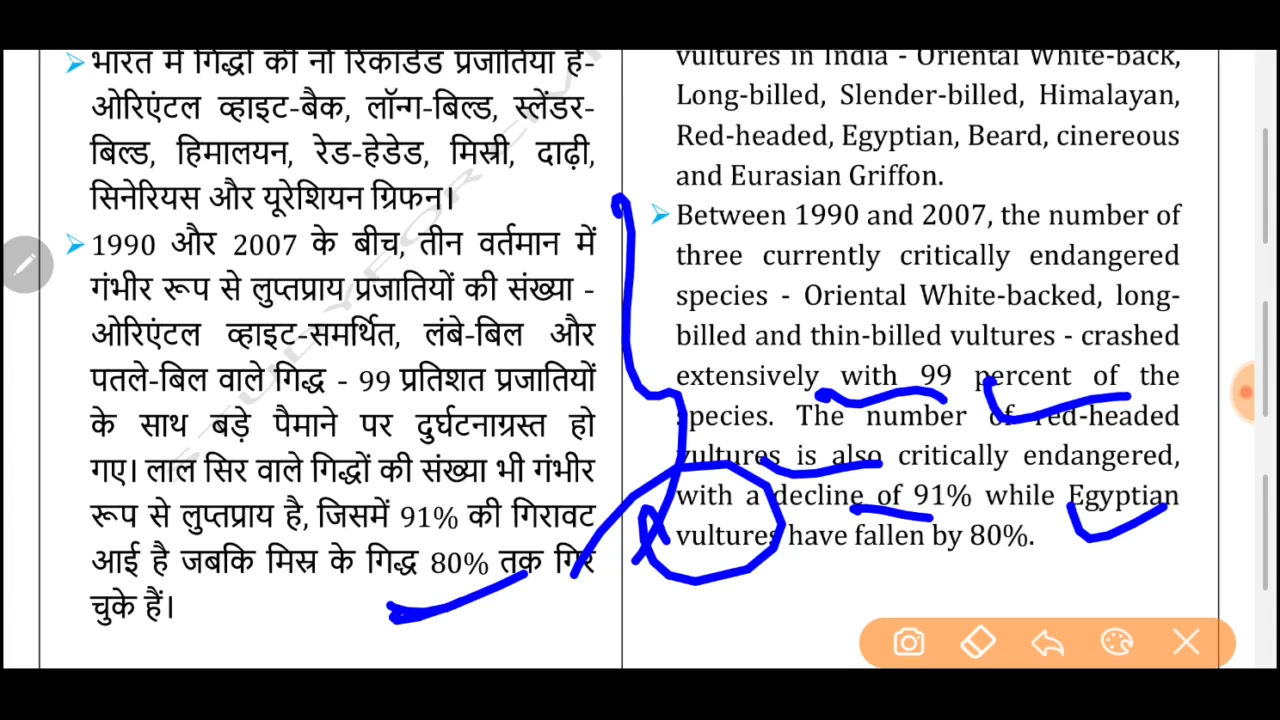 भारत में गिद्धों की नौ रिकॉर्डेड प्रजातियाँ हैं-
ओरिएंटल व्हाइट-बैक, लॉन्ग-बिल्ड, स्लेंडर-
बिल्ड, हिमालयन, रेड-हेडेड, मिस्री, दाढ़ी,
सिनेरियस और यूरेशियन ग्रिफन।
1990 और 2007 के बीच, तीन वर्तमान में
गंभीर रूप से लुप्तप्राय प्रजातियों की संख्या -
ओरिएंटल व्हाइट-समर्थित, लंबे-बिल और
पतले-बिल वाले गिद्ध - 99 प्रतिशत प्रजातियों
के साथ बड़े पैमाने पर दुर्घटनाग्रस्त हो
गए। लाल सिर वाले गिद्धों की संख्या भी गंभीर
रूप से लुप्तप्राय है, जिसमें 91% की गिरावट
आई है जबकि मिस्र के गिद्ध 80% तक गिर
चुके हैं।
vultures in India - Oriental White-back,
Long-billed, Slender-billed, Himalayan,
Red-headed, Egyptian, Beard, cinereous
and Eurasian Griffon.
Between 1990 and 2007, the number of
three currently critically endangered
species - Oriental White-backed, long-
billed and thin-billed vultures - crashed
extensively with 99 percent of the
species. The number of red-headed
vultures is also critically endangered,
with a decline of 91% while Egyptian
vultures have fallen by 80%.